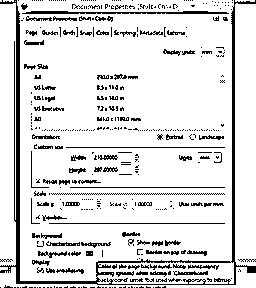 Document Properties (Shift+Ctrl+D)
Document Properties (Shift+Ctrl+D)
Page Guides Grids Snap Color Scripting Metadata License
General
Display units: mm
Page Size
A4 210.0 x 297.0 mm
US Letter 8.5 x 11.0 in
US Legal 8.5 x 14.0 in
US Executive 7.2 x 10.5 in
A0 841.0 x 1189.0 mm
Orientation: Portrait Landscape
Custom size
Width: 210.00000 Units: mm
Height: 297.00000
Resize page to content...
Scale
Scale x: 1.00000 Scale y: 1.00000 User units per mm
Viewbox...
Background Border
Checkerboard background Show page border
Background color: Border on top of drawing
Display
Use antialiasing
Color of the page background. Note: transparency
setting ignored while editing if 'Checkerboard
background' unset (but used when exporting to bitmap)